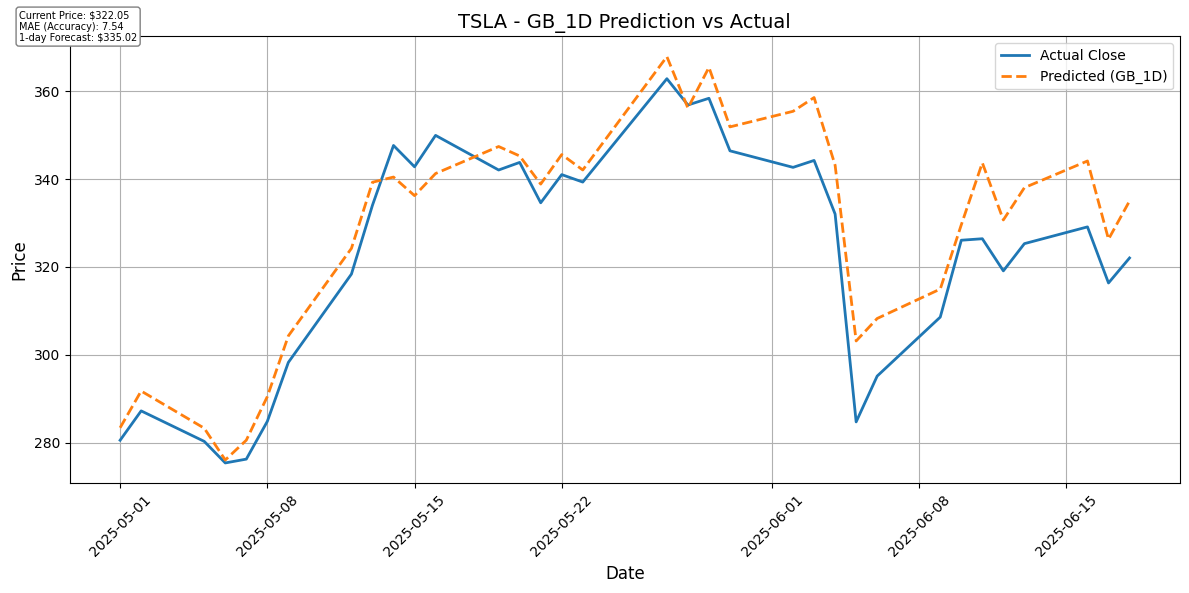 Current Price: $322.05
MAE (Accuracy): 7.54
1-day Forecast: $335.02
TSLA - GB_1D Prediction vs Actual
Actual Close
Predicted (GB_1D)
Price
360
340
320
300
280
2025-05-01
2025-05-08
2025-05-15
2025-05-22
2025-06-01
2025-06-08
2025-06-15
Date